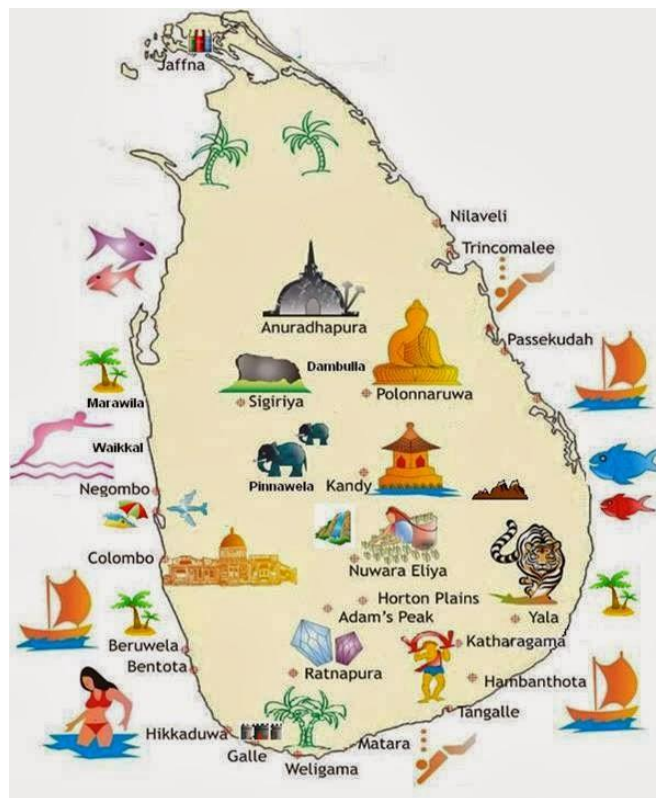 Jaffna
Nilaveli
Trincomalee
Anuradhapura
Passekudah
Dambulla
Marawila
Sigiriya
Polonnaruwa
Waikkal
Negombo
Pinnawela
Kandy
Colombo
Nuwara Eliya
Horton Plains
Adam's Peak
Yala
Beruwela
Katharagama
Bentota
Ratnapura
Hambanthota
Tangalle
Hikkaduwa
Matara
Galle
Weligama